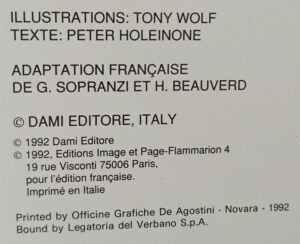 ILLUSTRATIONS: TONY WOLF
TEXTE: PETER HOLEINONE
ADAPTATION FRANÇAISE
DE G. SOPRANZI ET H. BEAUVERD
© DAMI EDITORE, ITALY
© 1992 Dami Editore
© 1992, Editions Image et Page-Flammarion 4
19 rue Visconti 75006 Paris,
pour l'édition française.
Imprimé en Italie
Printed by Officine Grafiche De Agostini - Novara - 1992
Bound by Legatoria del Verbano S.p.A.